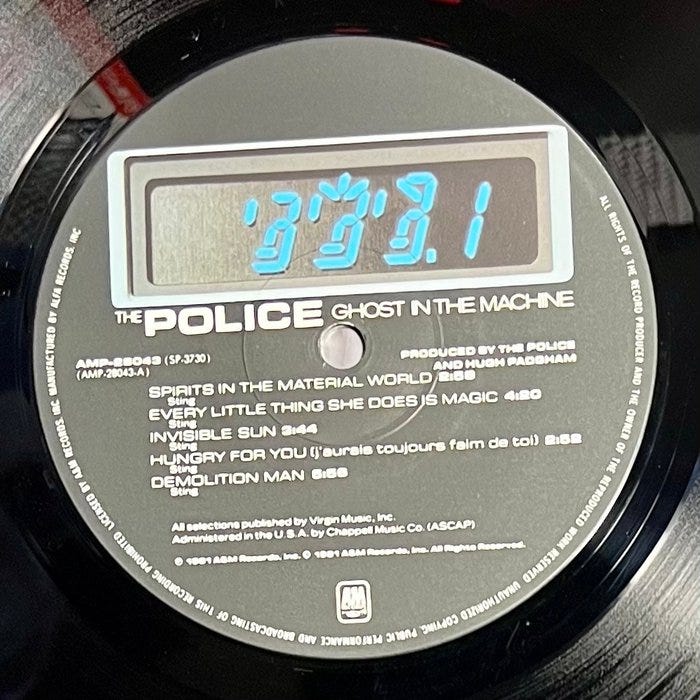 THE POLICE GHOST IN THE MACHINE
AMP-28043 (SP-3730)
(AMP-28043-A)
PRODUCED BY THE POLICE
AND HUGH PADGHAM
SPIRITS IN THE MATERIAL WORLD 2:58
Sting
EVERY LITTLE THING SHE DOES IS MAGIC 4:20
Sting
INVISIBLE SUN 3:44
Sting
HUNGRY FOR YOU (j'aurais toujours faim de toi) 2:52
Sting
DEMOLITION MAN 5:56
Sting
All selections published by Virgin Music, Inc.
Administered in the U.S.A. by Chappell Music Co. (ASCAP)
© 1981 A&M Records, Inc. ℗ 1981 A&M Records, Inc. All Rights Reserved.
A&M
ALL RIGHTS OF THE RECORD PRODUCER AND THE OWNER OF THE REPRODUCED WORK RESERVED UNAUTHORIZED COPYING, PUBLIC PERFORMANCE AND BROADCASTING OF THIS RECORDING PROHIBITED LICENSED BY A&M RECORDS, INC MANUFACTURED BY ALFA RECORDS, INC